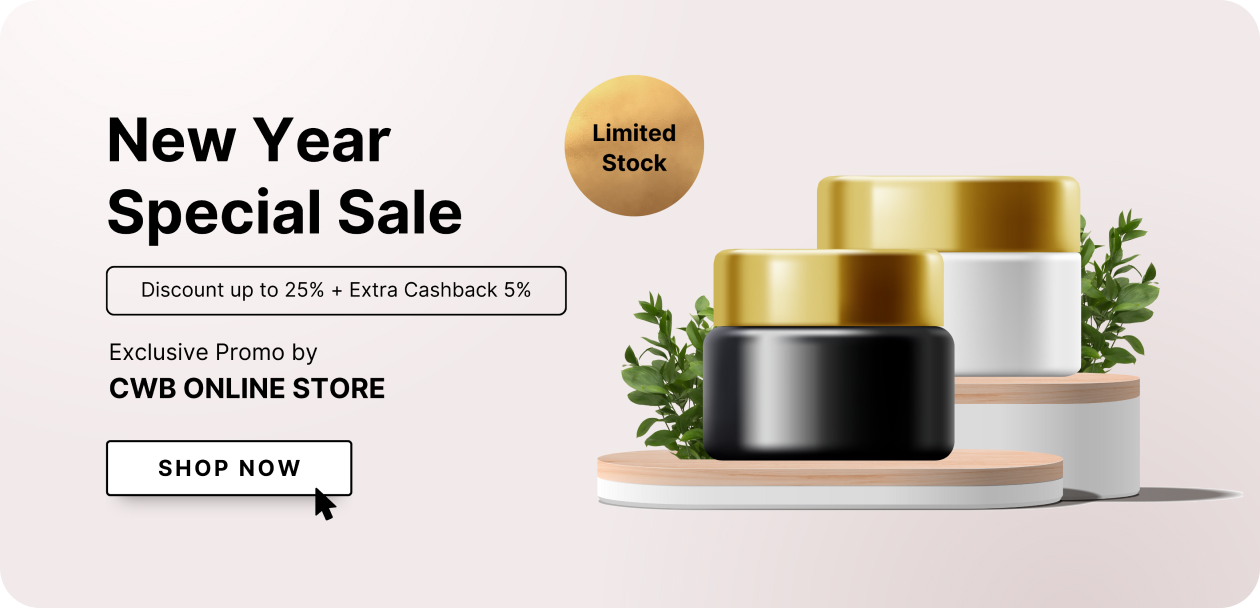 New Year
Special Sale
Discount up to 25% + Extra Cashback 5%
Exclusive Promo by
CWB ONLINE STORE
SHOP NOW
Limited
Stock